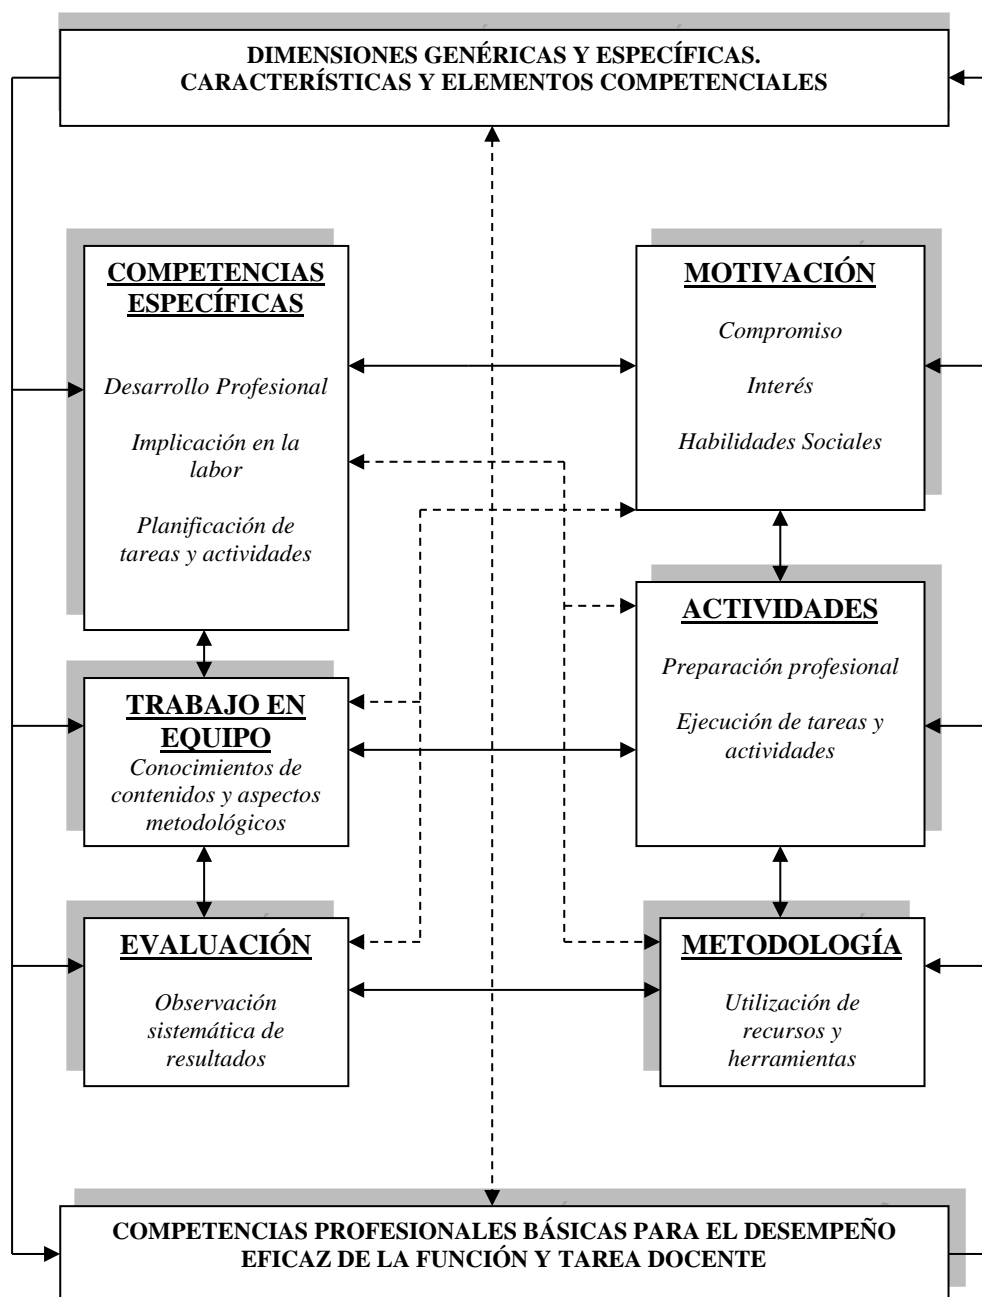 DIMENSIONES GENÉRICAS Y ESPECÍFICAS.
CARACTERÍSTICAS Y ELEMENTOS COMPETENCIALES
COMPETENCIAS
ESPECÍFICAS
Desarrollo Profesional
Implicación en la
labor
Planificación de
tareas y actividades
MOTIVACIÓN
Compromiso
Interés
Habilidades Sociales
TRABAJO EN
EQUIPO
Conocimientos de
contenidos y aspectos
metodológicos
ACTIVIDADES
Preparación profesional
Ejecución de tareas y
actividades
EVALUACIÓN
Observación
sistemática de
resultados
METODOLOGÍA
Utilización de
recursos y
herramientas
COMPETENCIAS PROFESIONALES BÁSICAS PARA EL DESEMPEÑO
EFICAZ DE LA FUNCIÓN Y TAREA DOCENTE